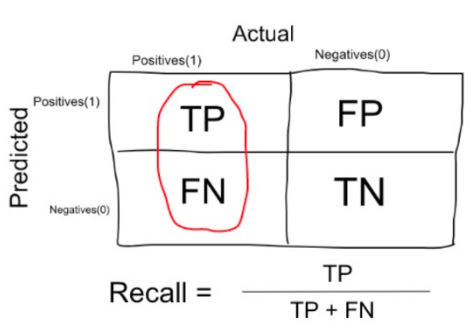 Actual
Positives(1) Negatives(0)
Predicted
Positives(1) TP FP
Negatives(0) FN TN
Recall = TP
TP + FN